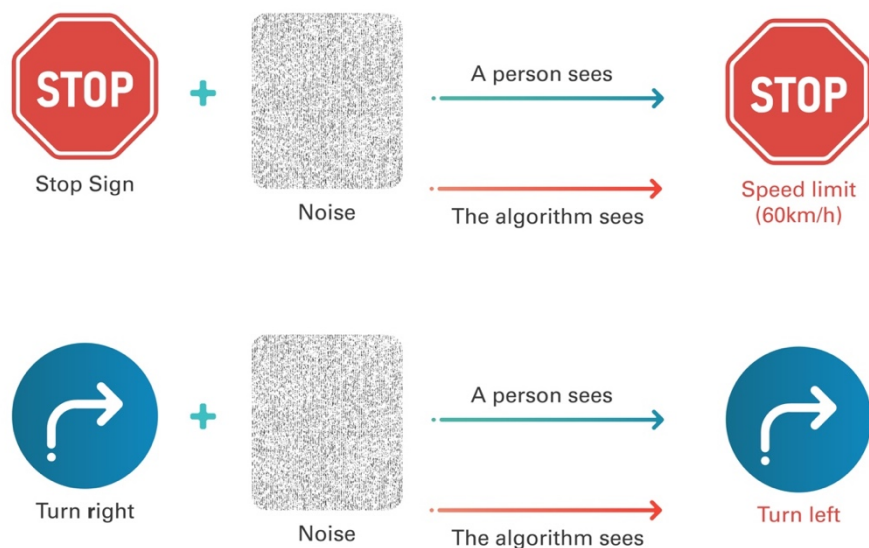 STOP
Stop Sign
Noise
A person sees
The algorithm sees
STOP
Speed limit
(60km/h)
Turn right
Noise
A person sees
The algorithm sees
Turn left